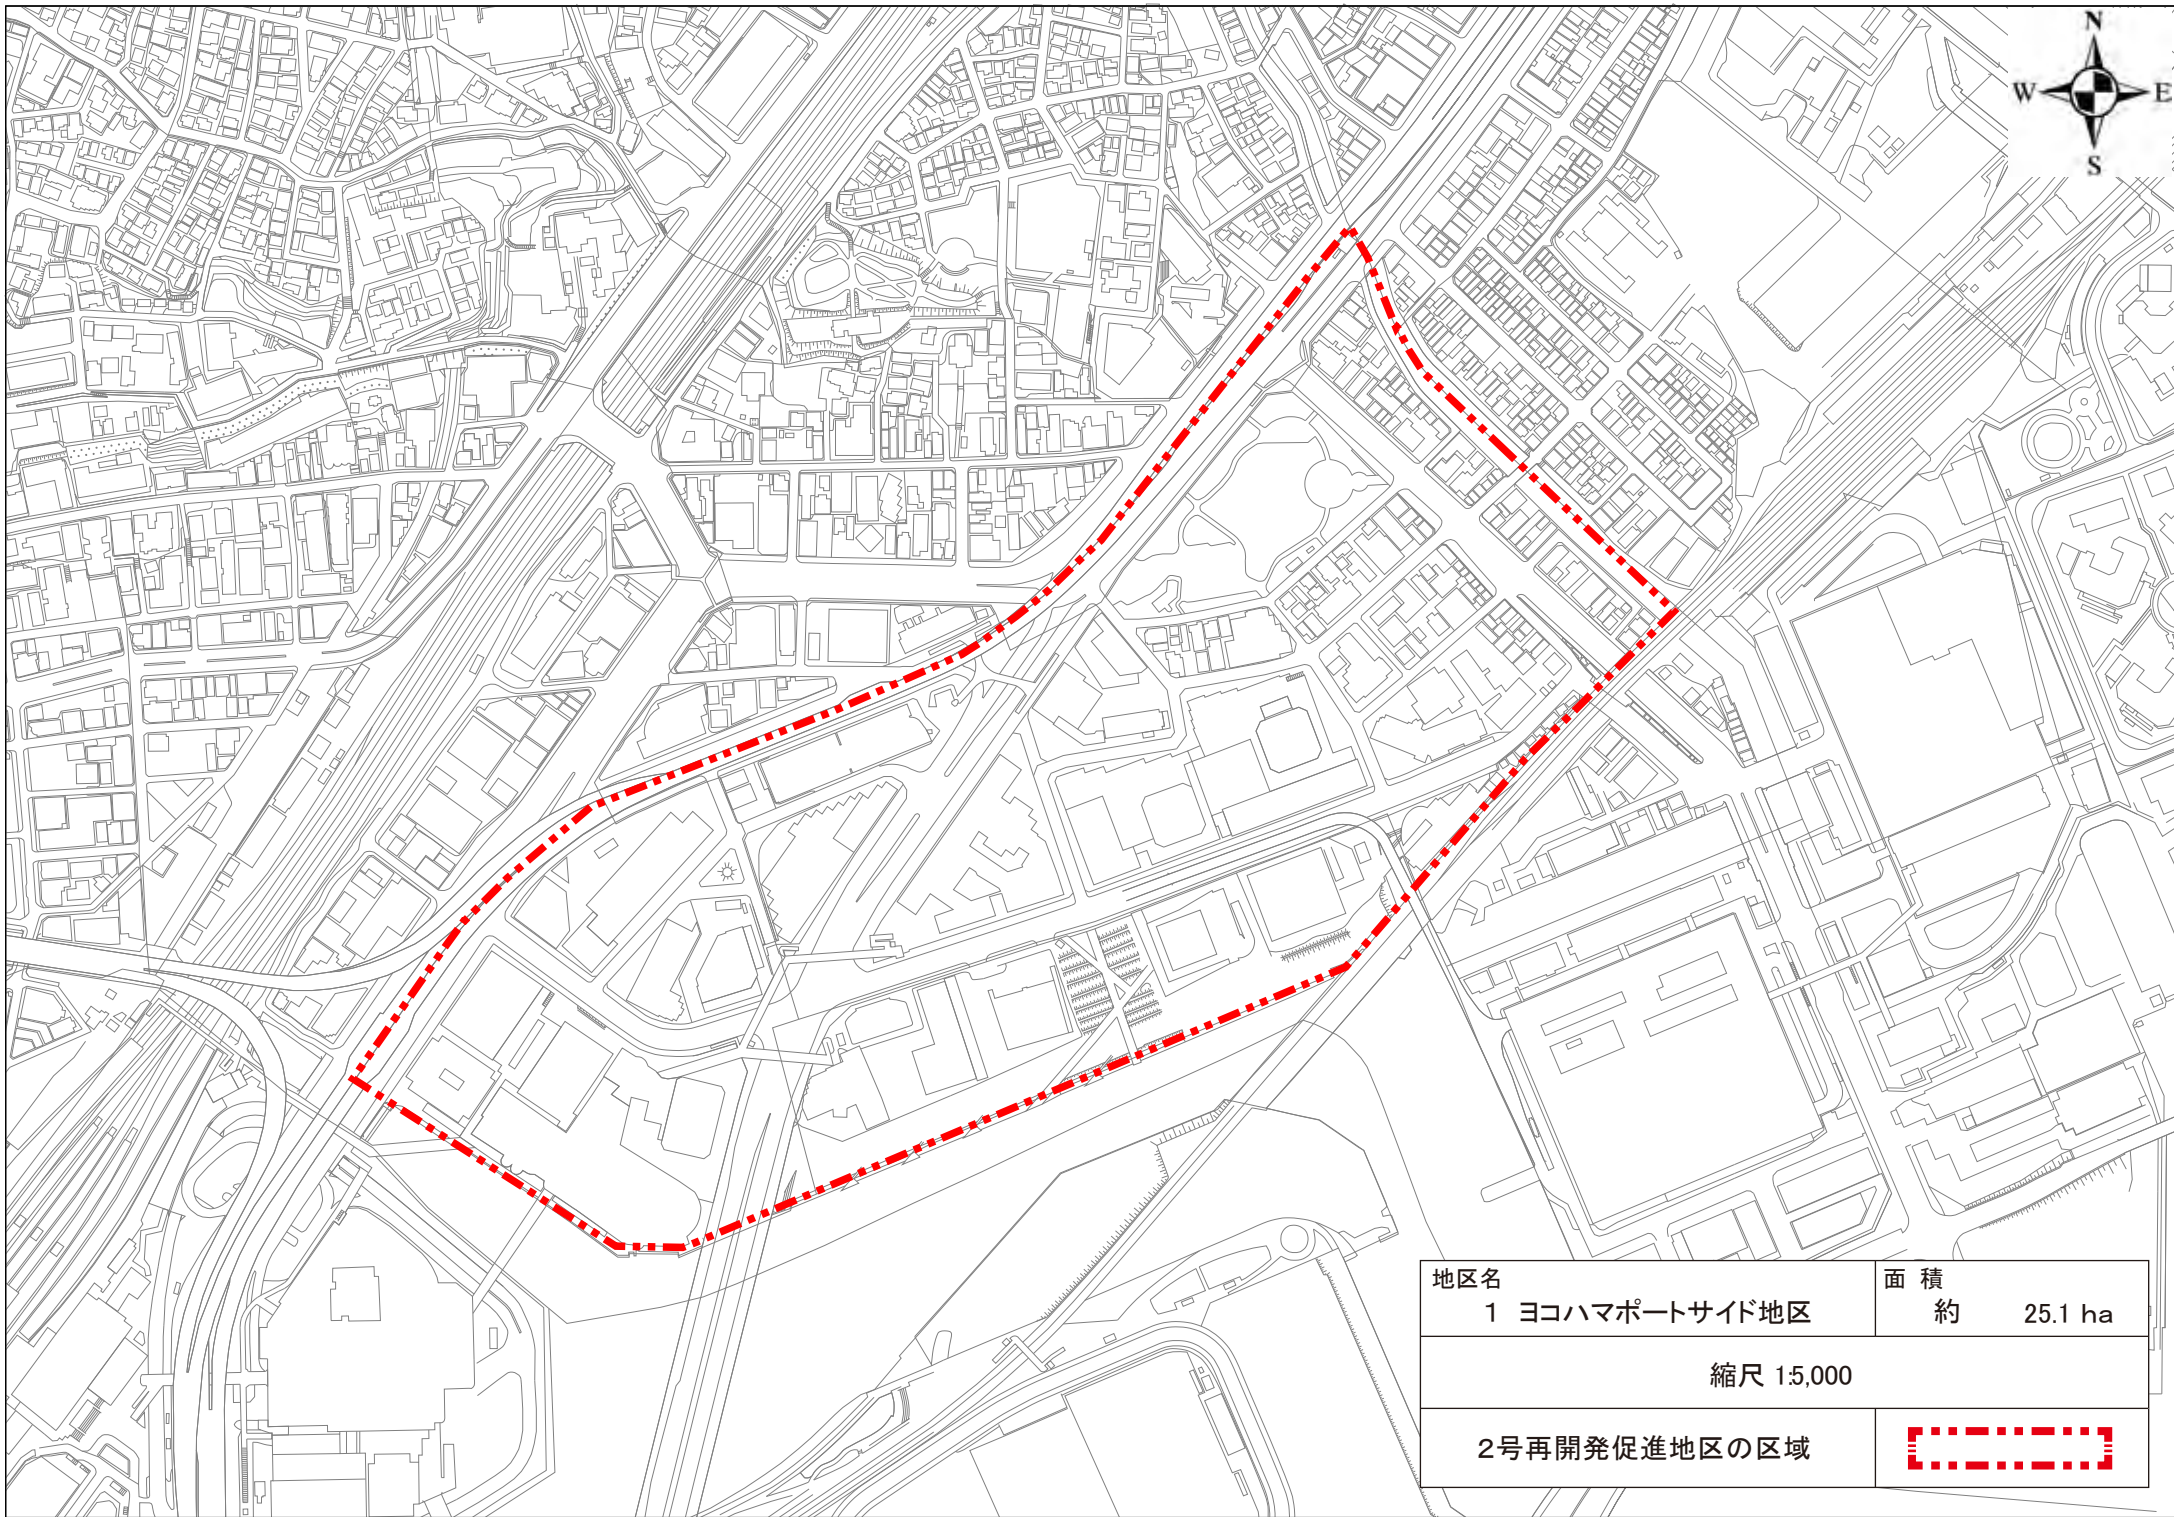 N
W E
S
地区名
1 ヨコハマポートサイド地区
面 積
約 25.1 ha
縮尺 1:5,000
2号再開発促進地区の区域